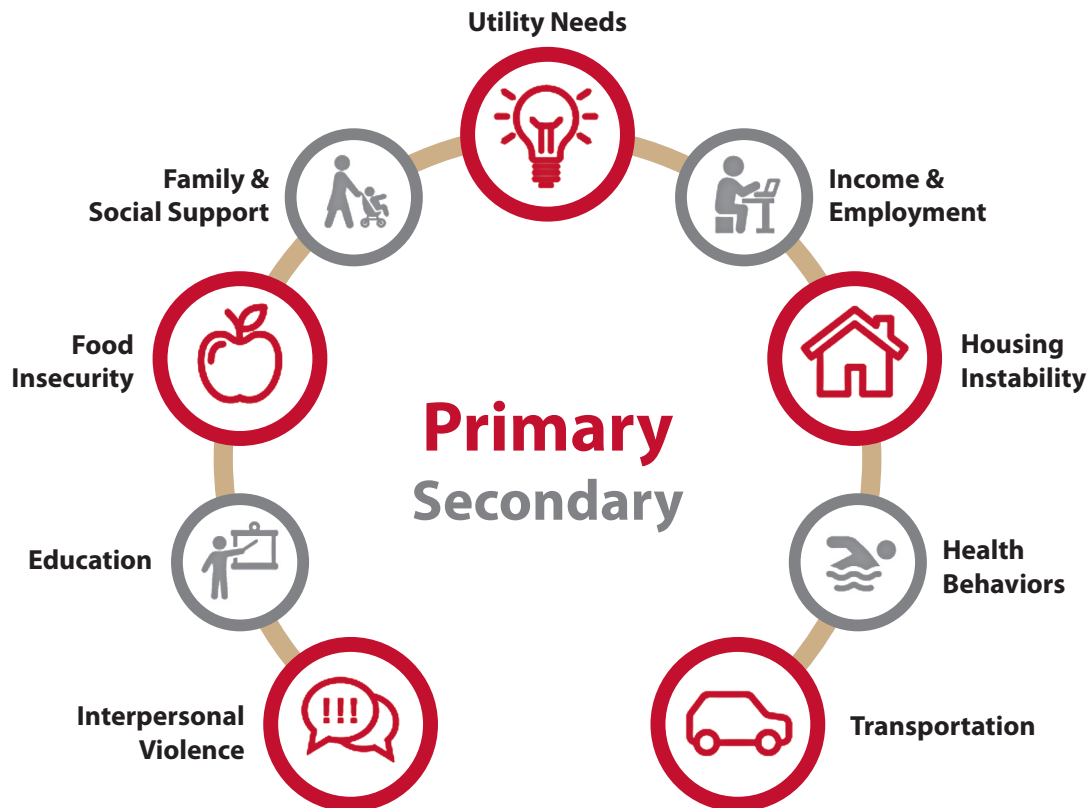 Utility Needs
Family &
Social Support
Income &
Employment
Food
Insecurity
Housing
Instability
Primary
Secondary
Education
Health
Behaviors
Interpersonal
Violence
!!!
Transportation